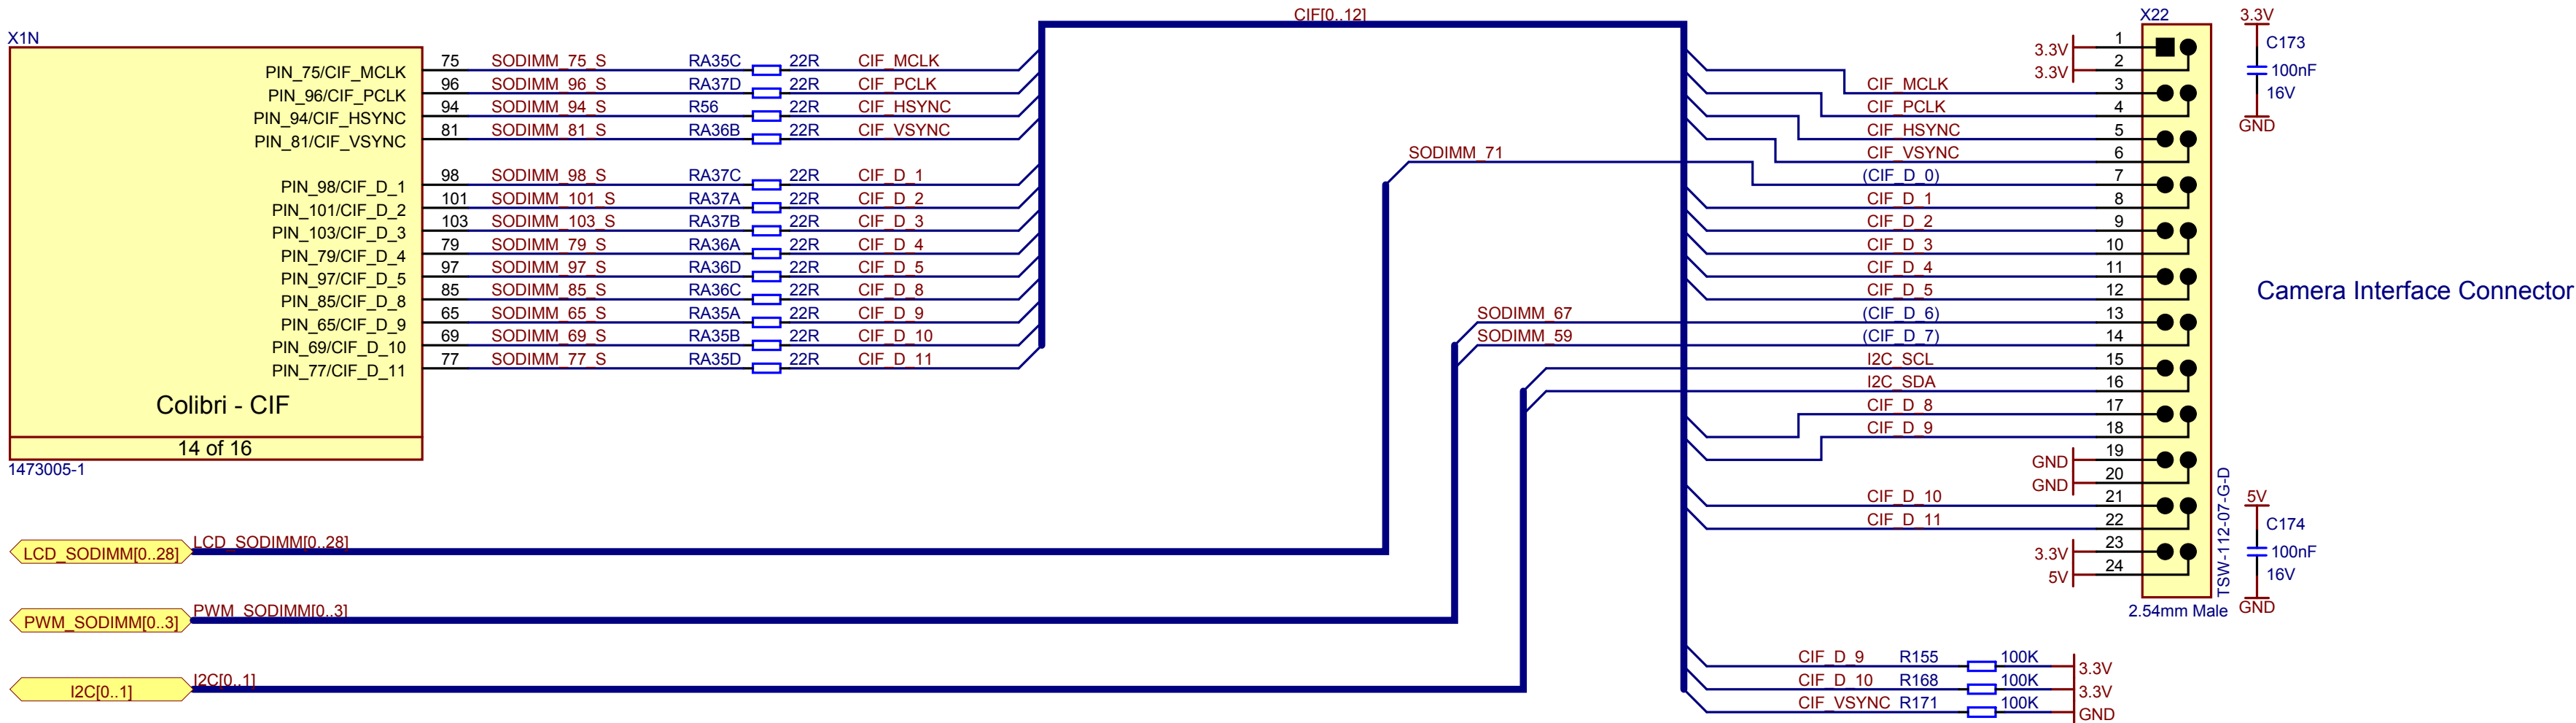 CIF[0..12]
X1N
PIN_75/CIF_MCLK 75 SODIMM_75_S RA35C 22R CIF_MCLK
PIN_96/CIF_PCLK 96 SODIMM_96_S RA37D 22R CIF_PCLK
PIN_94/CIF_HSYNC 94 SODIMM_94_S R56 22R CIF_HSYNC
PIN_81/CIF_VSYNC 81 SODIMM_81_S RA36B 22R CIF_VSYNC
PIN_98/CIF_D_1 98 SODIMM_98_S RA37C 22R CIF_D_1
PIN_101/CIF_D_2 101 SODIMM_101_S RA37A 22R CIF_D_2
PIN_103/CIF_D_3 103 SODIMM_103_S RA37B 22R CIF_D_3
PIN_79/CIF_D_4 79 SODIMM_79_S RA36A 22R CIF_D_4
PIN_97/CIF_D_5 97 SODIMM_97_S RA36D 22R CIF_D_5
PIN_85/CIF_D_8 85 SODIMM_85_S RA36C 22R CIF_D_8
PIN_65/CIF_D_9 65 SODIMM_65_S RA35A 22R CIF_D_9
PIN_69/CIF_D_10 69 SODIMM_69_S RA35B 22R CIF_D_10
PIN_77/CIF_D_11 77 SODIMM_77_S RA35D 22R CIF_D_11
Colibri - CIF
14 of 16
1473005-1
LCD_SODIMM[0..28] LCD_SODIMM[0..28]
PWM_SODIMM[0..3] PWM_SODIMM[0..3]
I2C[0..1] I2C[0..1]
SODIMM_71
SODIMM_67
SODIMM_59
X22
3.3V 1
3.3V 2
CIF_MCLK 3
CIF_PCLK 4
CIF_HSYNC 5
CIF_VSYNC 6
(CIF_D_0) 7
CIF_D_1 8
CIF_D_2 9
CIF_D_3 10
CIF_D_4 11
CIF_D_5 12
(CIF_D_6) 13
(CIF_D_7) 14
I2C_SCL 15
I2C_SDA 16
CIF_D_8 17
CIF_D_9 18
GND 19
GND 20
CIF_D_10 21
CIF_D_11 22
3.3V 23
5V 24
TSW-112-07-G-D
2.54mm Male
3.3V
C173
100nF
16V
GND
Camera Interface Connector
5V
C174
100nF
16V
GND
CIF_D_9 R155 100K 3.3V
CIF_D_10 R168 100K 3.3V
CIF_VSYNC R171 100K GND